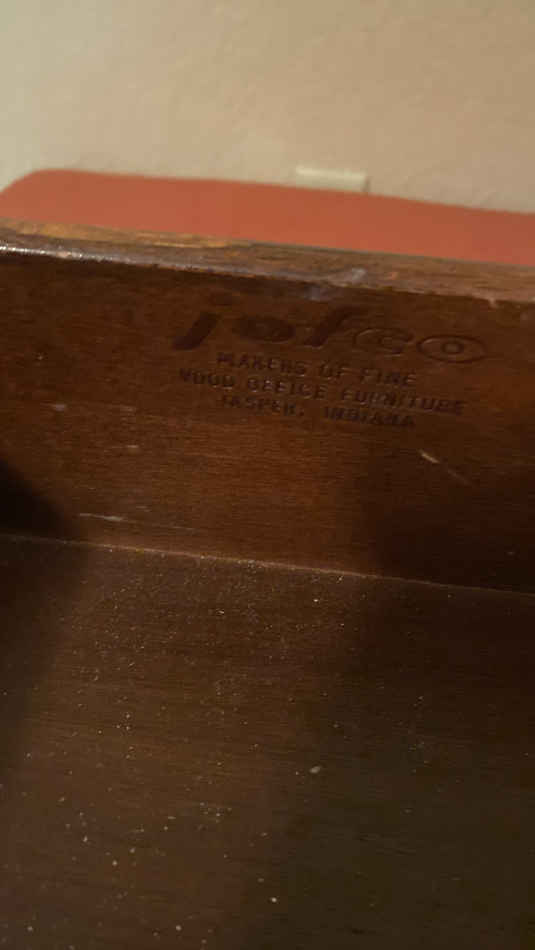 jofco
MAKERS OF FINE
WOOD OFFICE FURNITURE
JASPER, INDIANA